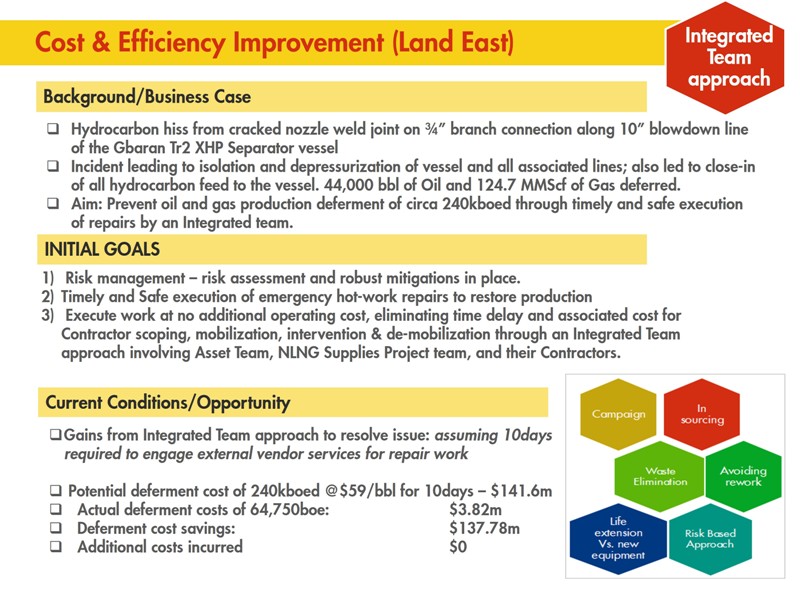 Cost & Efficiency Improvement (Land East)
Integrated
Team
approach
Background/Business Case
❑ Hydrocarbon hiss from cracked nozzle weld joint on ¾” branch connection along 10” blowdown line
of the Gbaran Tr2 XHP Separator vessel
❑ Incident leading to isolation and depressurization of vessel and all associated lines; also led to close-in
of all hydrocarbon feed to the vessel. 44,000 bbl of Oil and 124.7 MMScf of Gas deferred.
❑ Aim: Prevent oil and gas production deferment of circa 240kboed through timely and safe execution
of repairs by an Integrated team.
INITIAL GOALS
1) Risk management – risk assessment and robust mitigations in place.
2) Timely and Safe execution of emergency hot-work repairs to restore production
3) Execute work at no additional operating cost, eliminating time delay and associated cost for
Contractor scoping, mobilization, intervention & de-mobilization through an Integrated Team
approach involving Asset Team, NLNG Supplies Project team, and their Contractors.
Current Conditions/Opportunity
❑ Gains from Integrated Team approach to resolve issue: assuming 10days
required to engage external vendor services for repair work
❑ Potential deferment cost of 240kboed @$59/bbl for 10days – $141.6m
❑ Actual deferment costs of 64,750boe: $3.82m
❑ Deferment cost savings: $137.78m
❑ Additional costs incurred $0
Campaign
In
sourcing
Waste
Elimination
Avoiding
rework
Life
extension
Vs. new
equipment
Risk Based
Approach